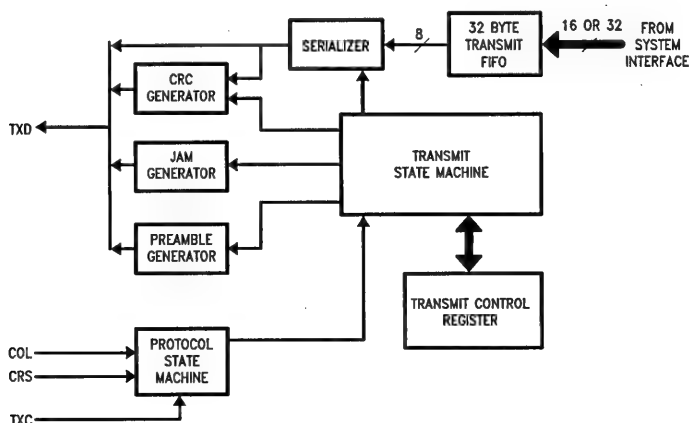 8
32 BYTE
TRANSMIT
FIFO
16 OR 32
FROM
SYSTEM
INTERFACE
SERIALIZER
CRC
GENERATOR
TXD
JAM
GENERATOR
TRANSMIT
STATE MACHINE
PREAMBLE
GENERATOR
TRANSMIT CONTROL
REGISTER
PROTOCOL
STATE
MACHINE
COL
CRS
TXC